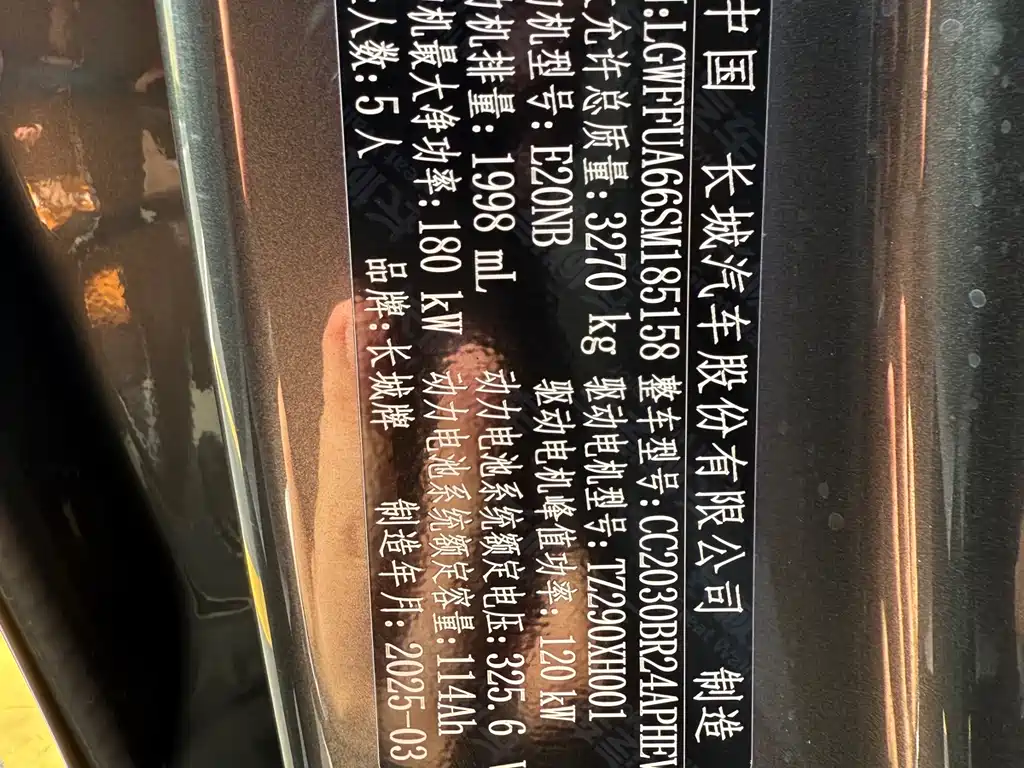 中国 长城汽车股份有限公司 制造
:LGWFFUA66SM185158 整车型号:CC2030BR24APHEV
允许总质量:3270 kg 驱动电机型号:TZ290XH001
机型号:E20NB 驱动电机峰值功率:120 kW
机排量:1998 mL 动力电池系统额定电压:325.6 V
机最大净功率:180 kW 动力电池系统额定容量:114Ah
人数:5人 品牌:长城牌 制造年月:2025-03